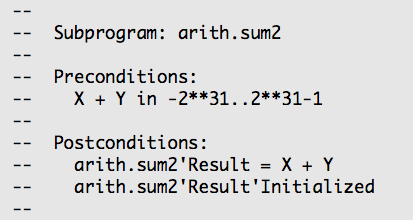 --
--  Subprogram: arith.sum2
--
--  Preconditions:
--    X + Y in -2**31..2**31-1
--
--  Postconditions:
--    arith.sum2'Result = X + Y
--    arith.sum2'Result'Initialized
--